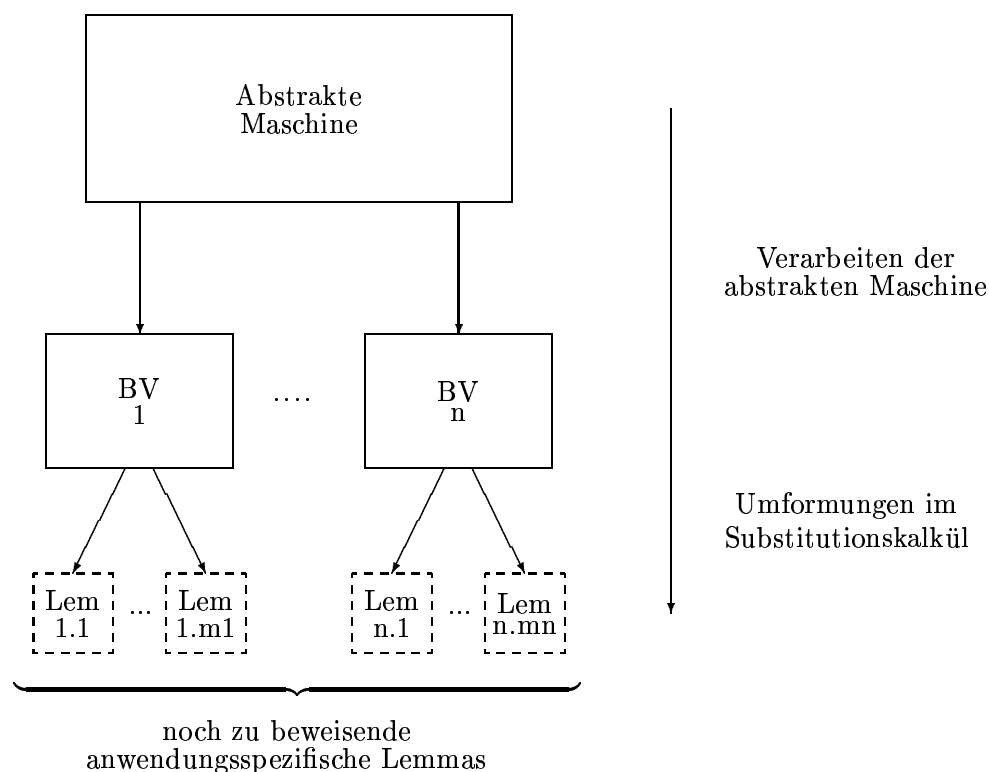 Abstrakte
Maschine
Verarbeiten der
abstrakten Maschine
BV
1
....
BV
n
Umformungen im
Substitutionskalkül
Lem
1.1
...
Lem
1.m1
Lem
n.1
...
Lem
n.mn
noch zu beweisende
anwendungsspezifische Lemmas